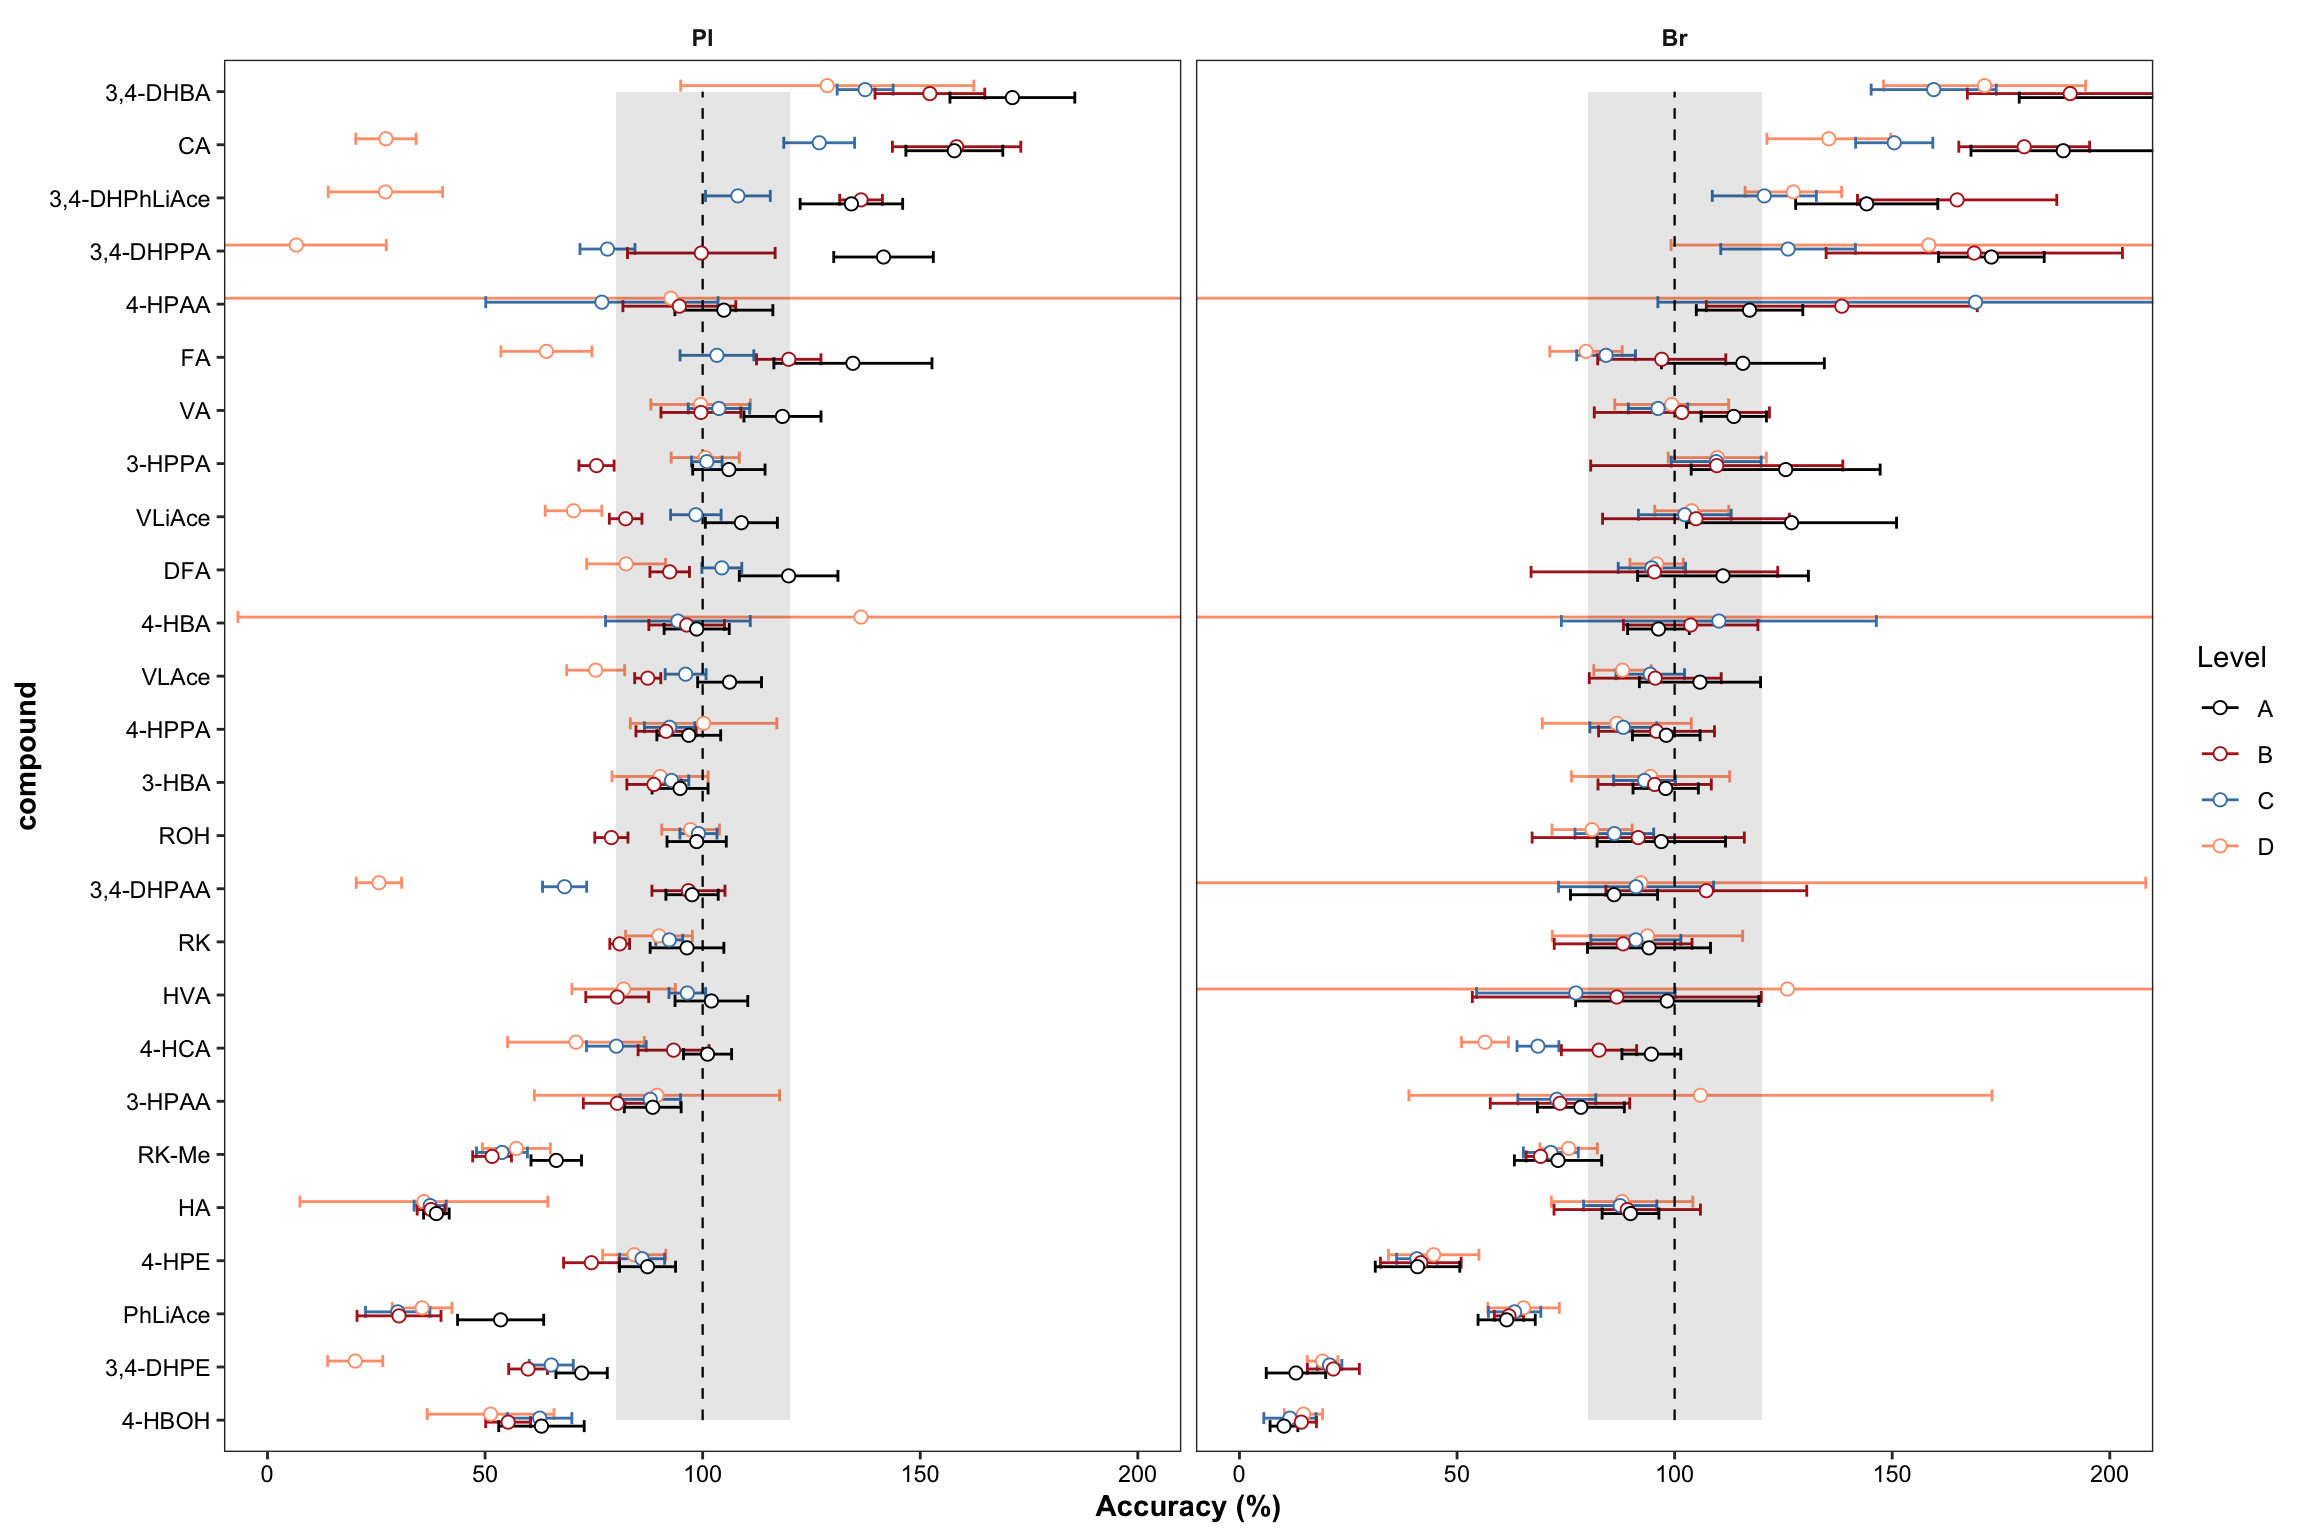 Pl
Br
3,4-DHBA
CA
3,4-DHPhLiAce
3,4-DHPPA
4-HPAA
FA
VA
3-HPPA
VLiAce
DFA
4-HBA
VLAce
4-HPPA
3-HBA
ROH
3,4-DHPAA
RK
HVA
4-HCA
3-HPAA
RK-Me
HA
4-HPE
PhLiAce
3,4-DHPE
4-HBOH
compound
0 50 100 150 200
0 50 100 150 200
Accuracy (%)
Level
A
B
C
D